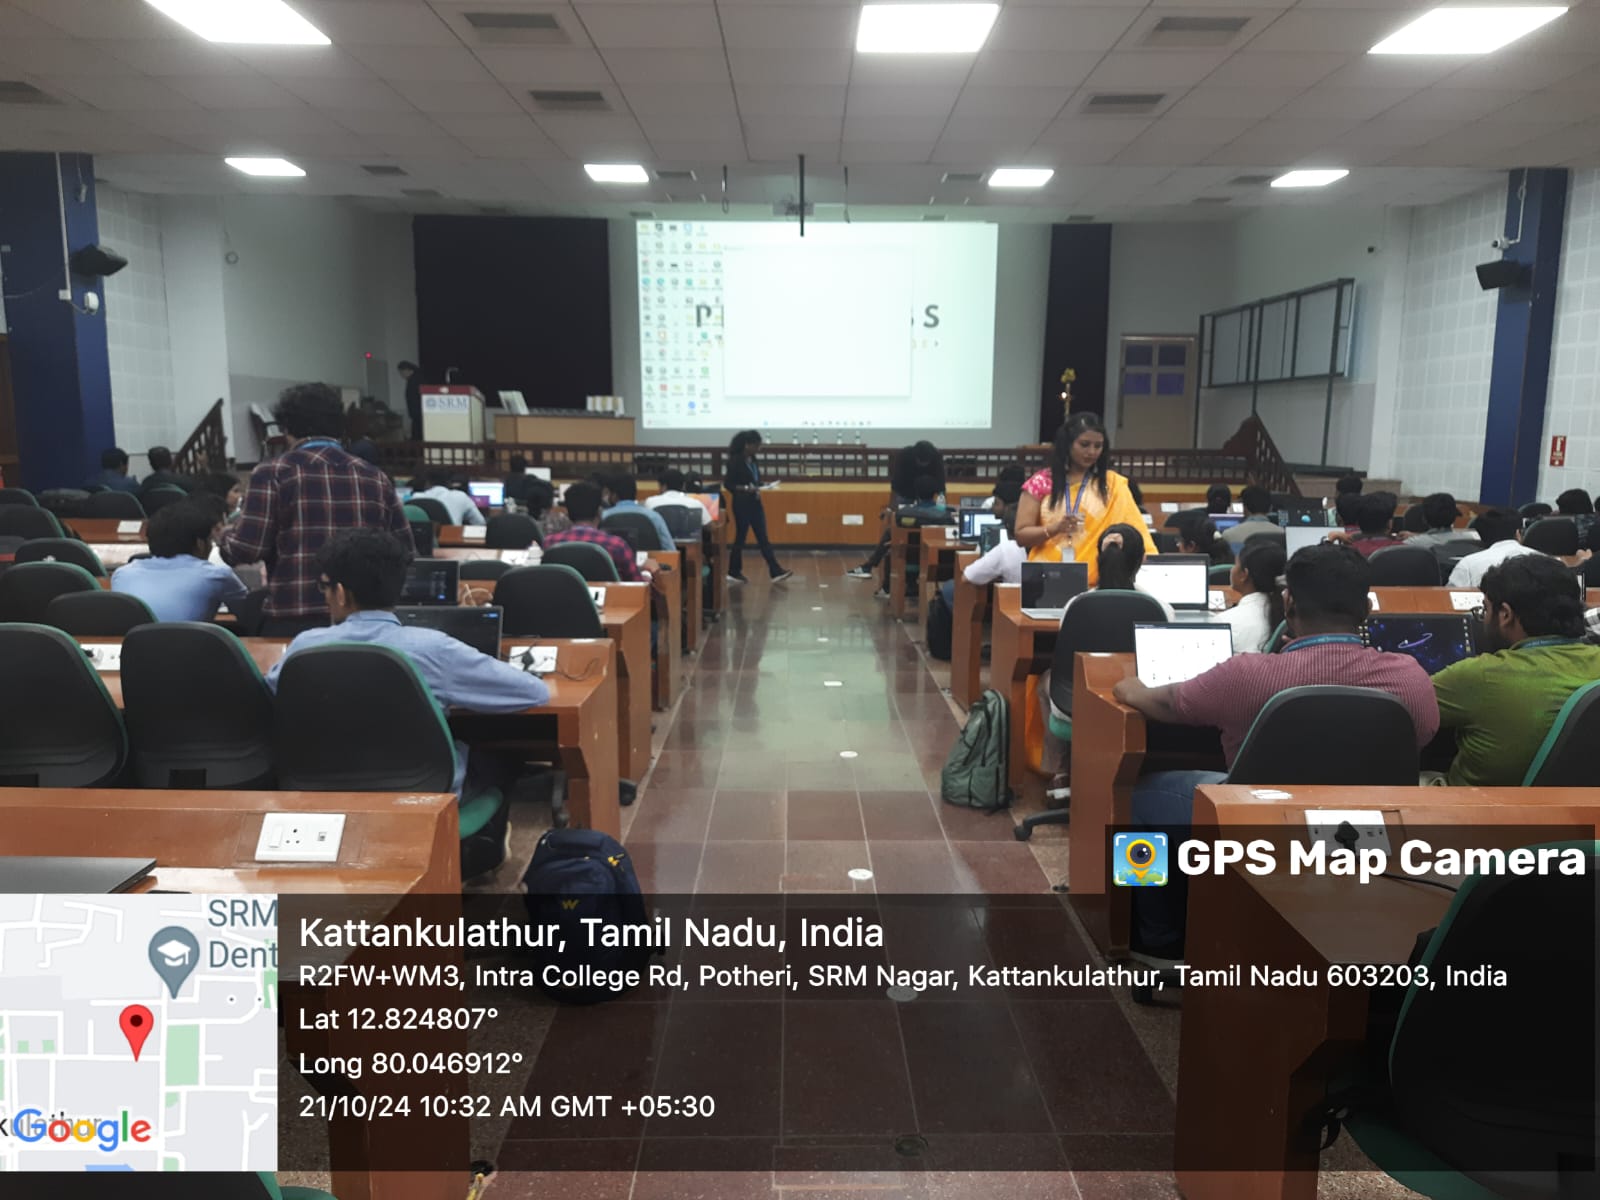 SRM
GPS Map Camera
SRM
Dent
Google
Kattankulathur, Tamil Nadu, India
R2FW+WM3, Intra College Rd, Potheri, SRM Nagar, Kattankulathur, Tamil Nadu 603203, India
Lat 12.824807°
Long 80.046912°
21/10/24 10:32 AM GMT +05:30